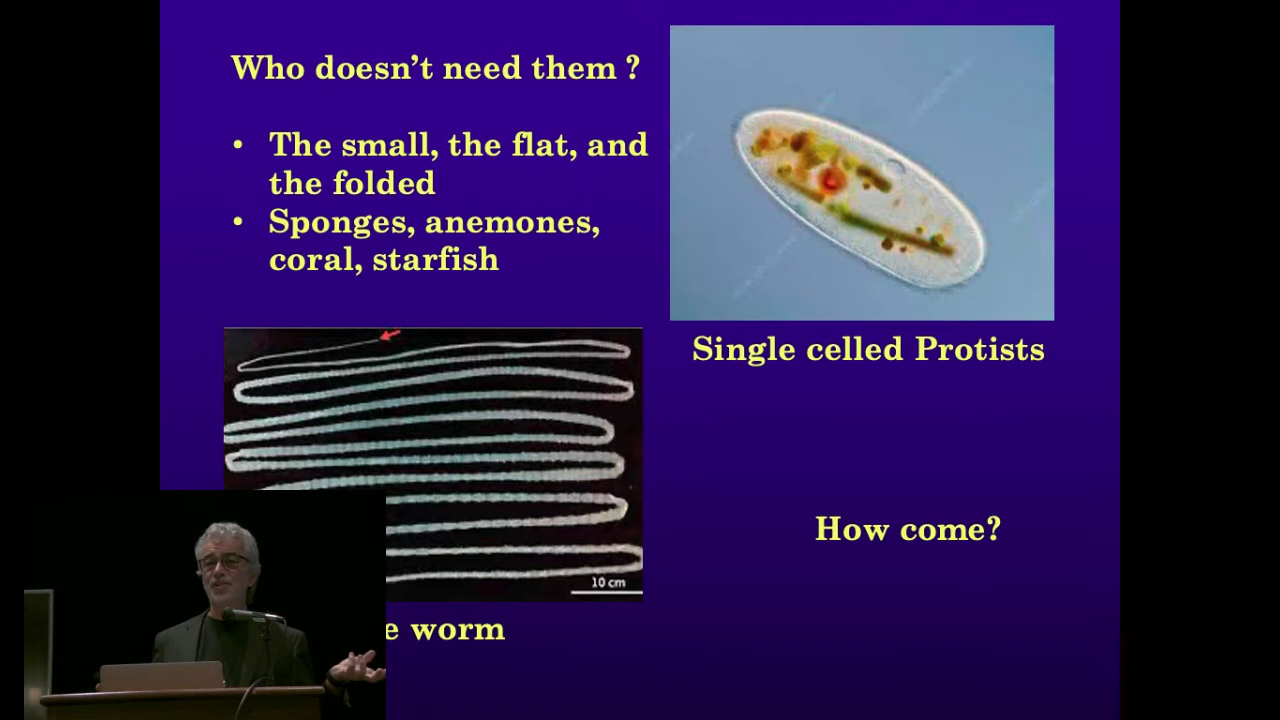 Who doesn't need them ?
• The small, the flat, and
the folded
• Sponges, anemones,
coral, starfish
Single celled Protists
How come?
10 cm
worm